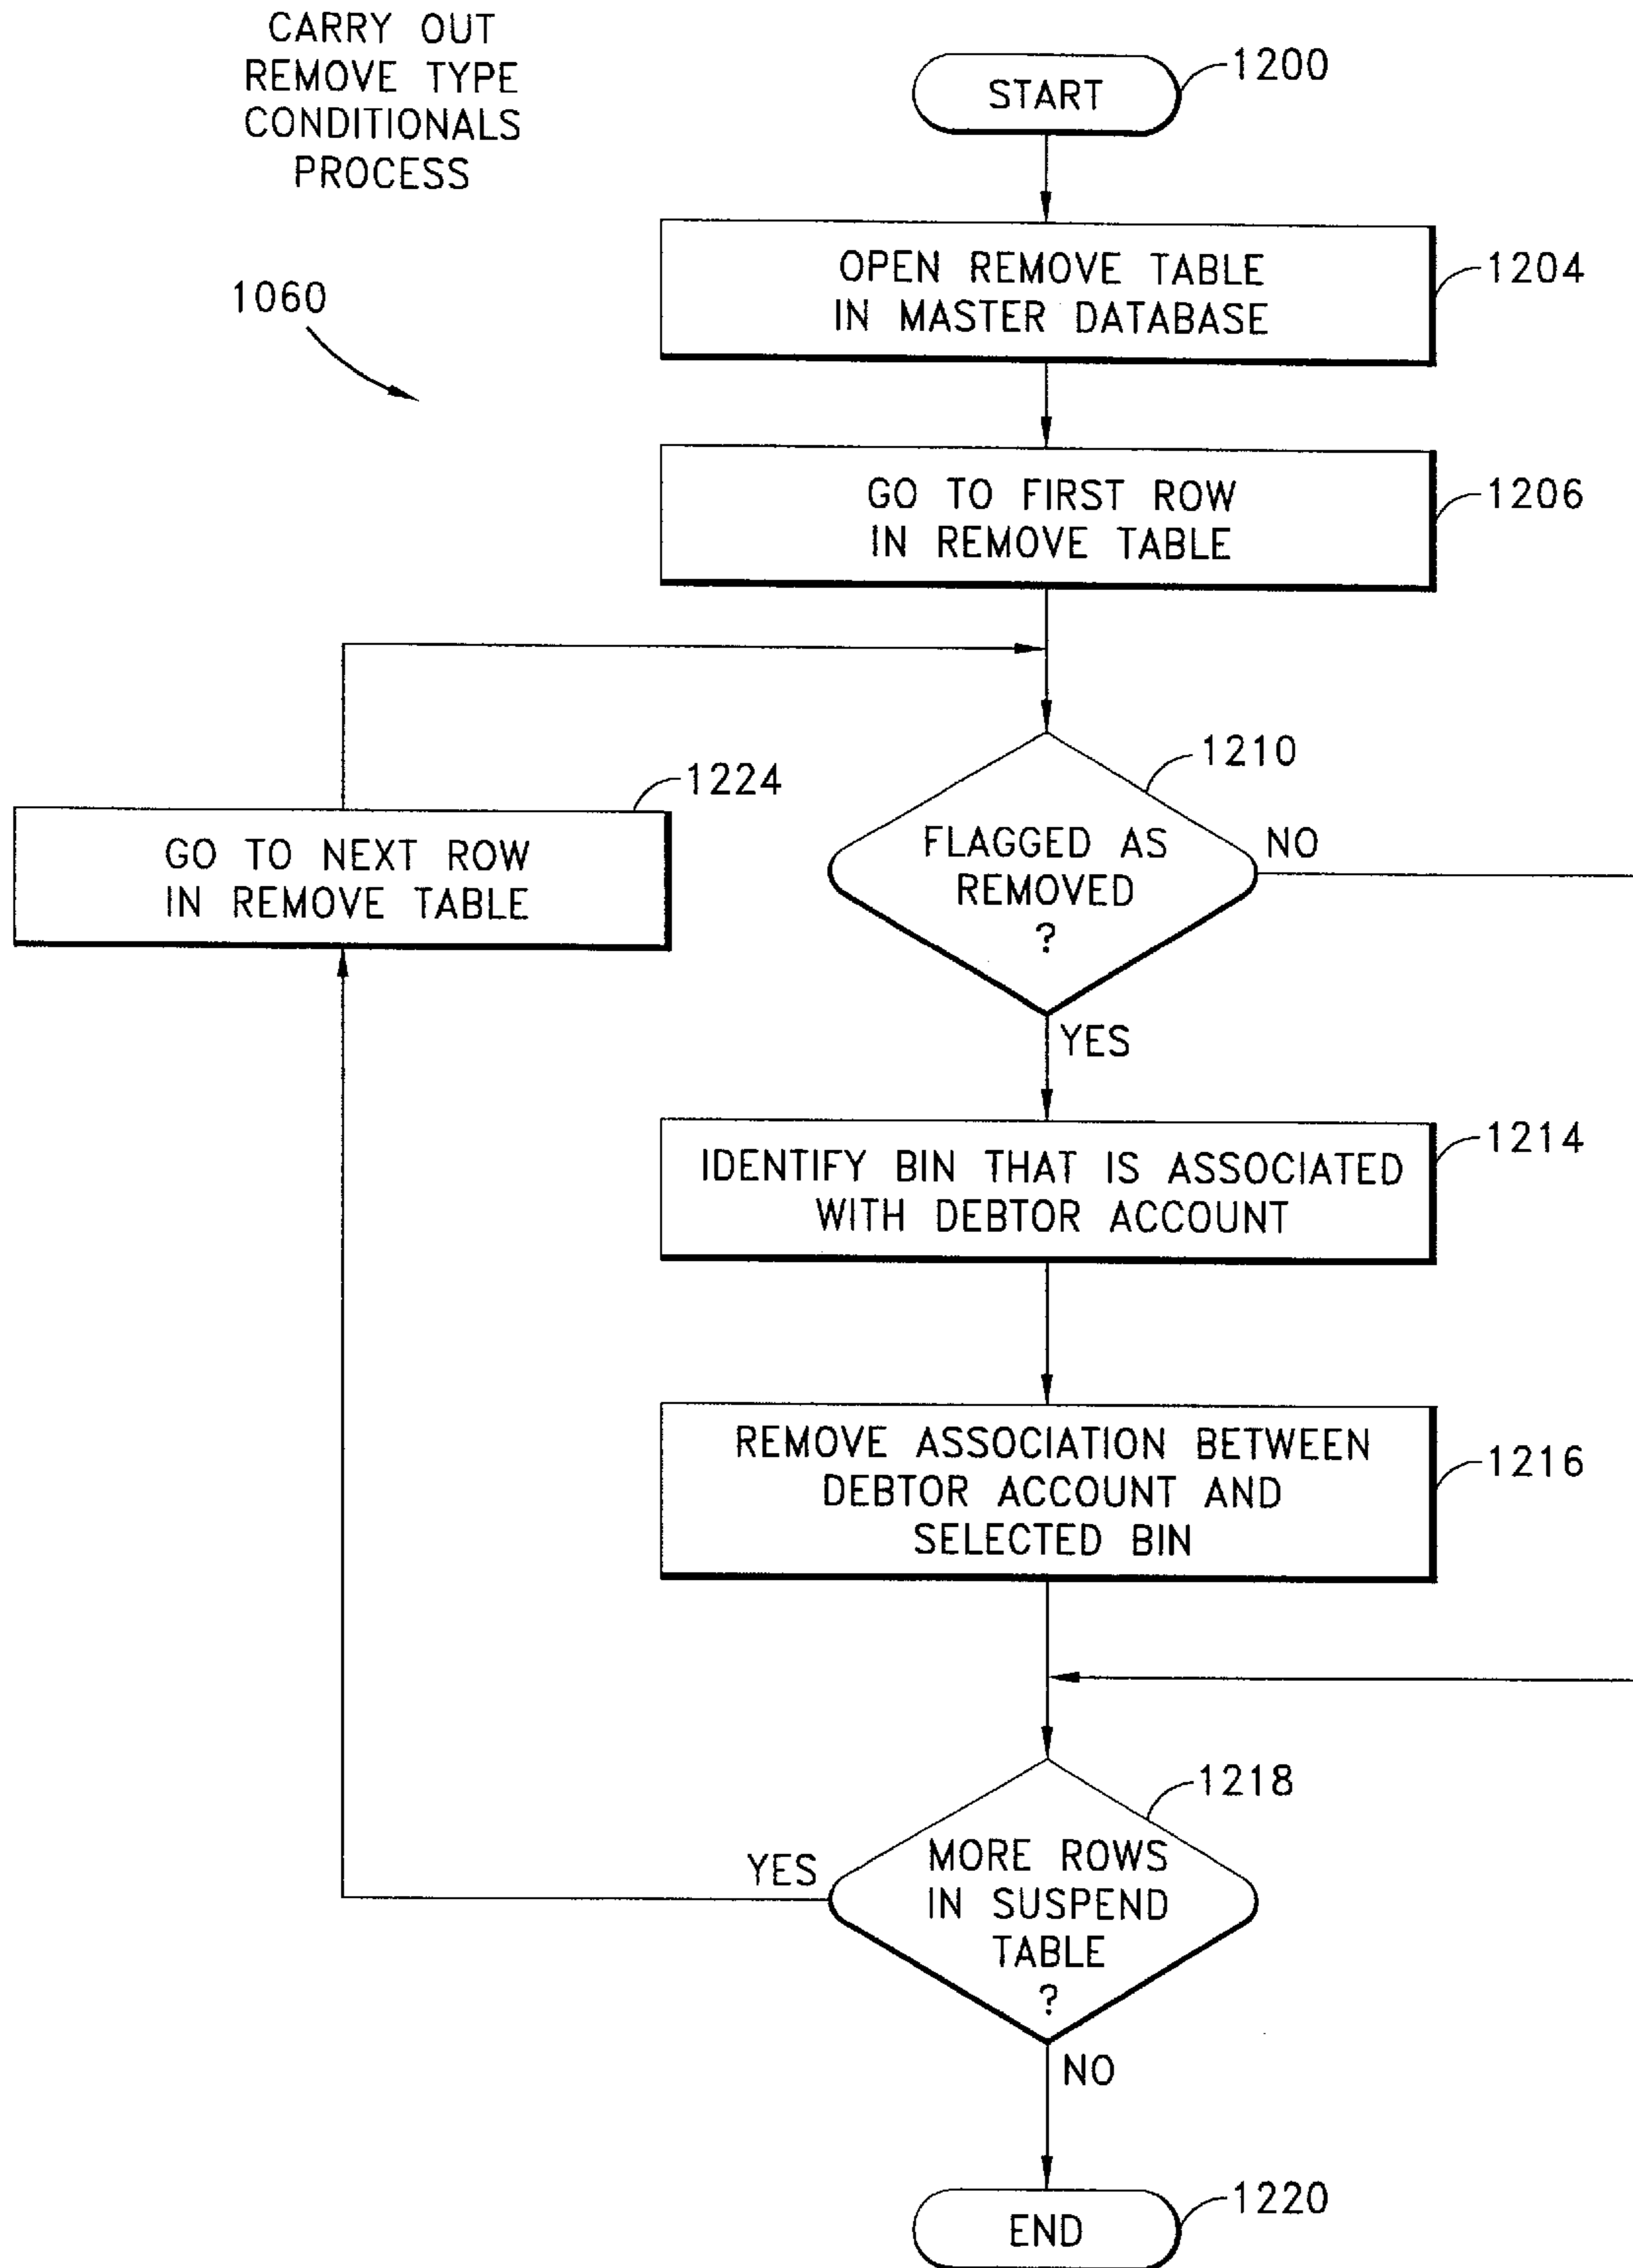 CARRY OUT
REMOVE TYPE
CONDITIONALS
PROCESS
1060
START
1200
OPEN REMOVE TABLE
IN MASTER DATABASE
1204
GO TO FIRST ROW
IN REMOVE TABLE
1206
1224
GO TO NEXT ROW
IN REMOVE TABLE
1210
FLAGGED AS
REMOVED
?
NO
YES
IDENTIFY BIN THAT IS ASSOCIATED
WITH DEBTOR ACCOUNT
1214
REMOVE ASSOCIATION BETWEEN
DEBTOR ACCOUNT AND
SELECTED BIN
1216
1218
MORE ROWS
IN SUSPEND
TABLE
?
YES
NO
END
1220